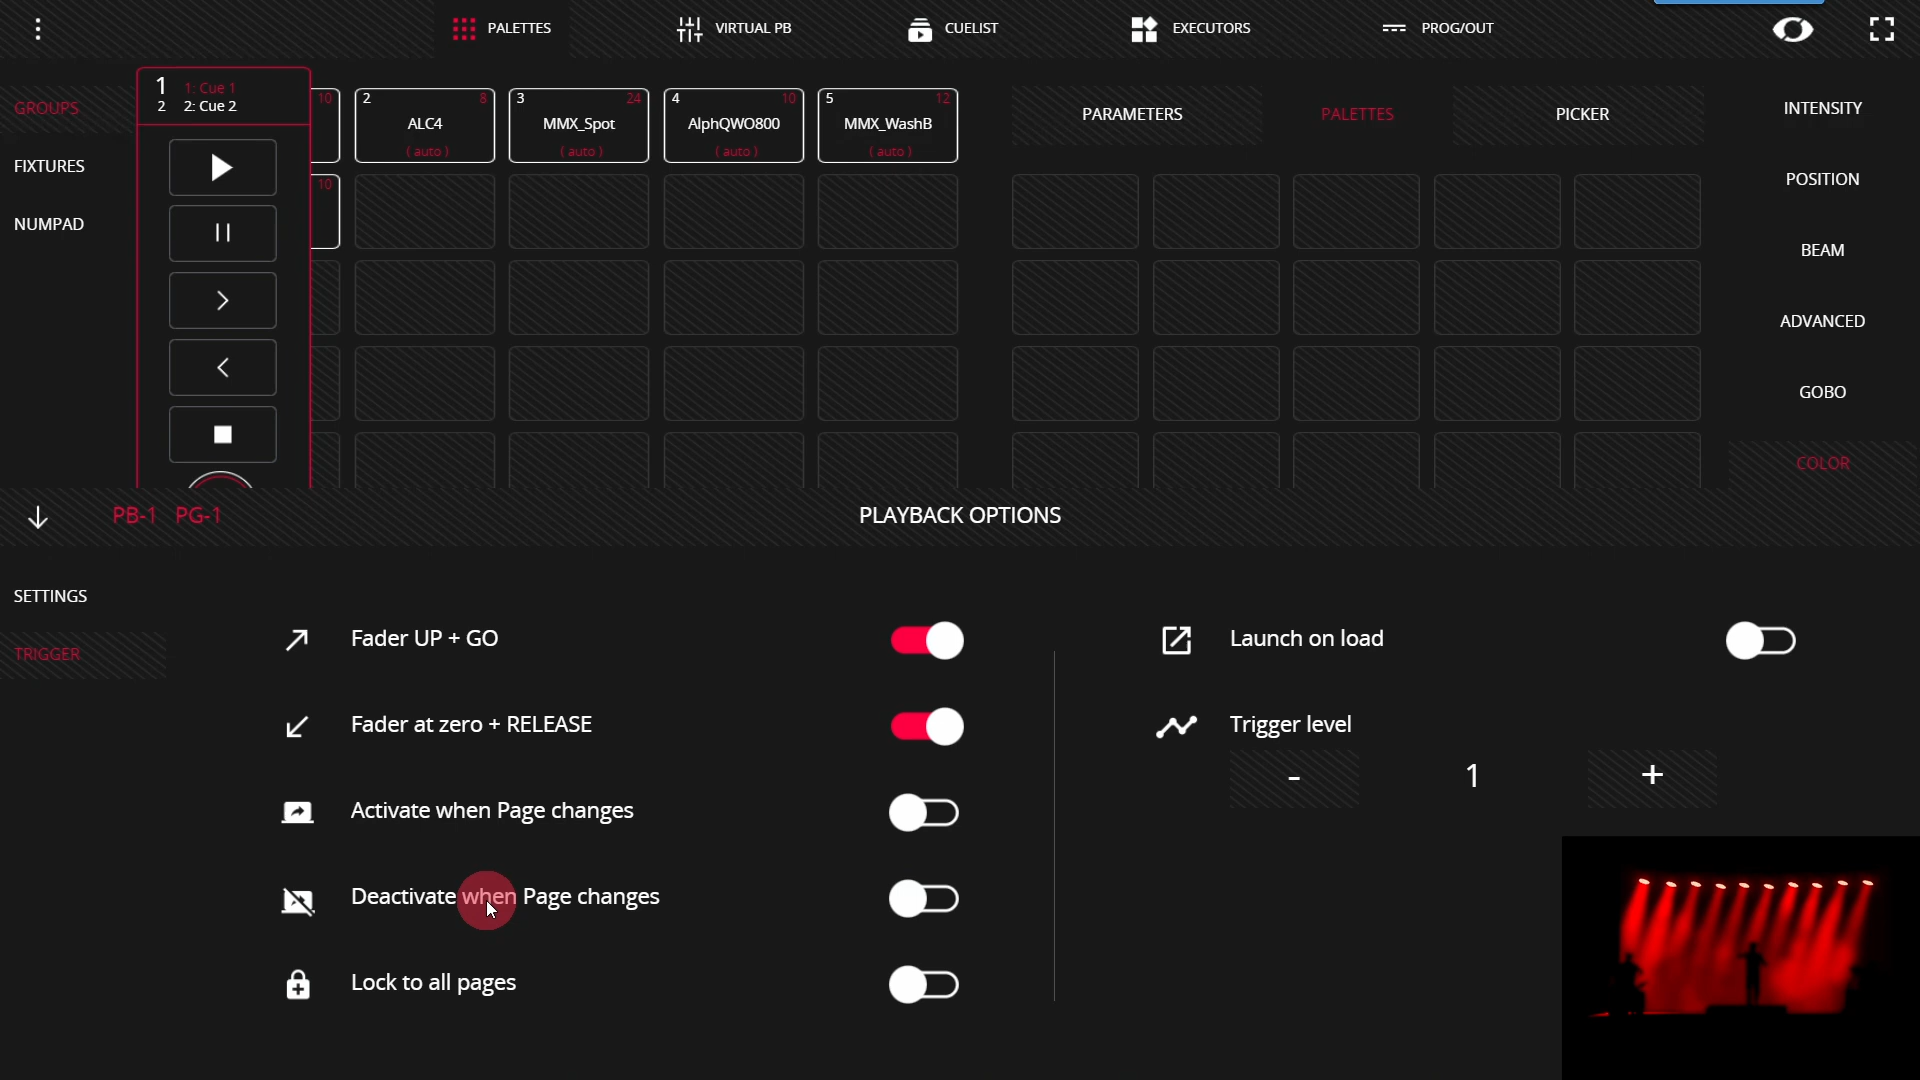 PALETTES VIRTUAL PB CUELIST EXECUTORS PROG/OUT
1 1: Cue 1
2 2: Cue 2
GROUPS
FIXTURES
NUMPAD
10
2 8
ALC4
( auto )
3 24
MMX_Spot
( auto )
4 10
AlphQWO800
( auto )
5 12
MMX_WashB
( auto )
10
PARAMETERS PALETTES PICKER
INTENSITY
POSITION
BEAM
ADVANCED
GOBO
COLOR
PB-1 PG-1 PLAYBACK OPTIONS
SETTINGS
TRIGGER
Fader UP + GO
Fader at zero + RELEASE
Activate when Page changes
Deactivate when Page changes
Lock to all pages
Launch on load
Trigger level
- 1 +